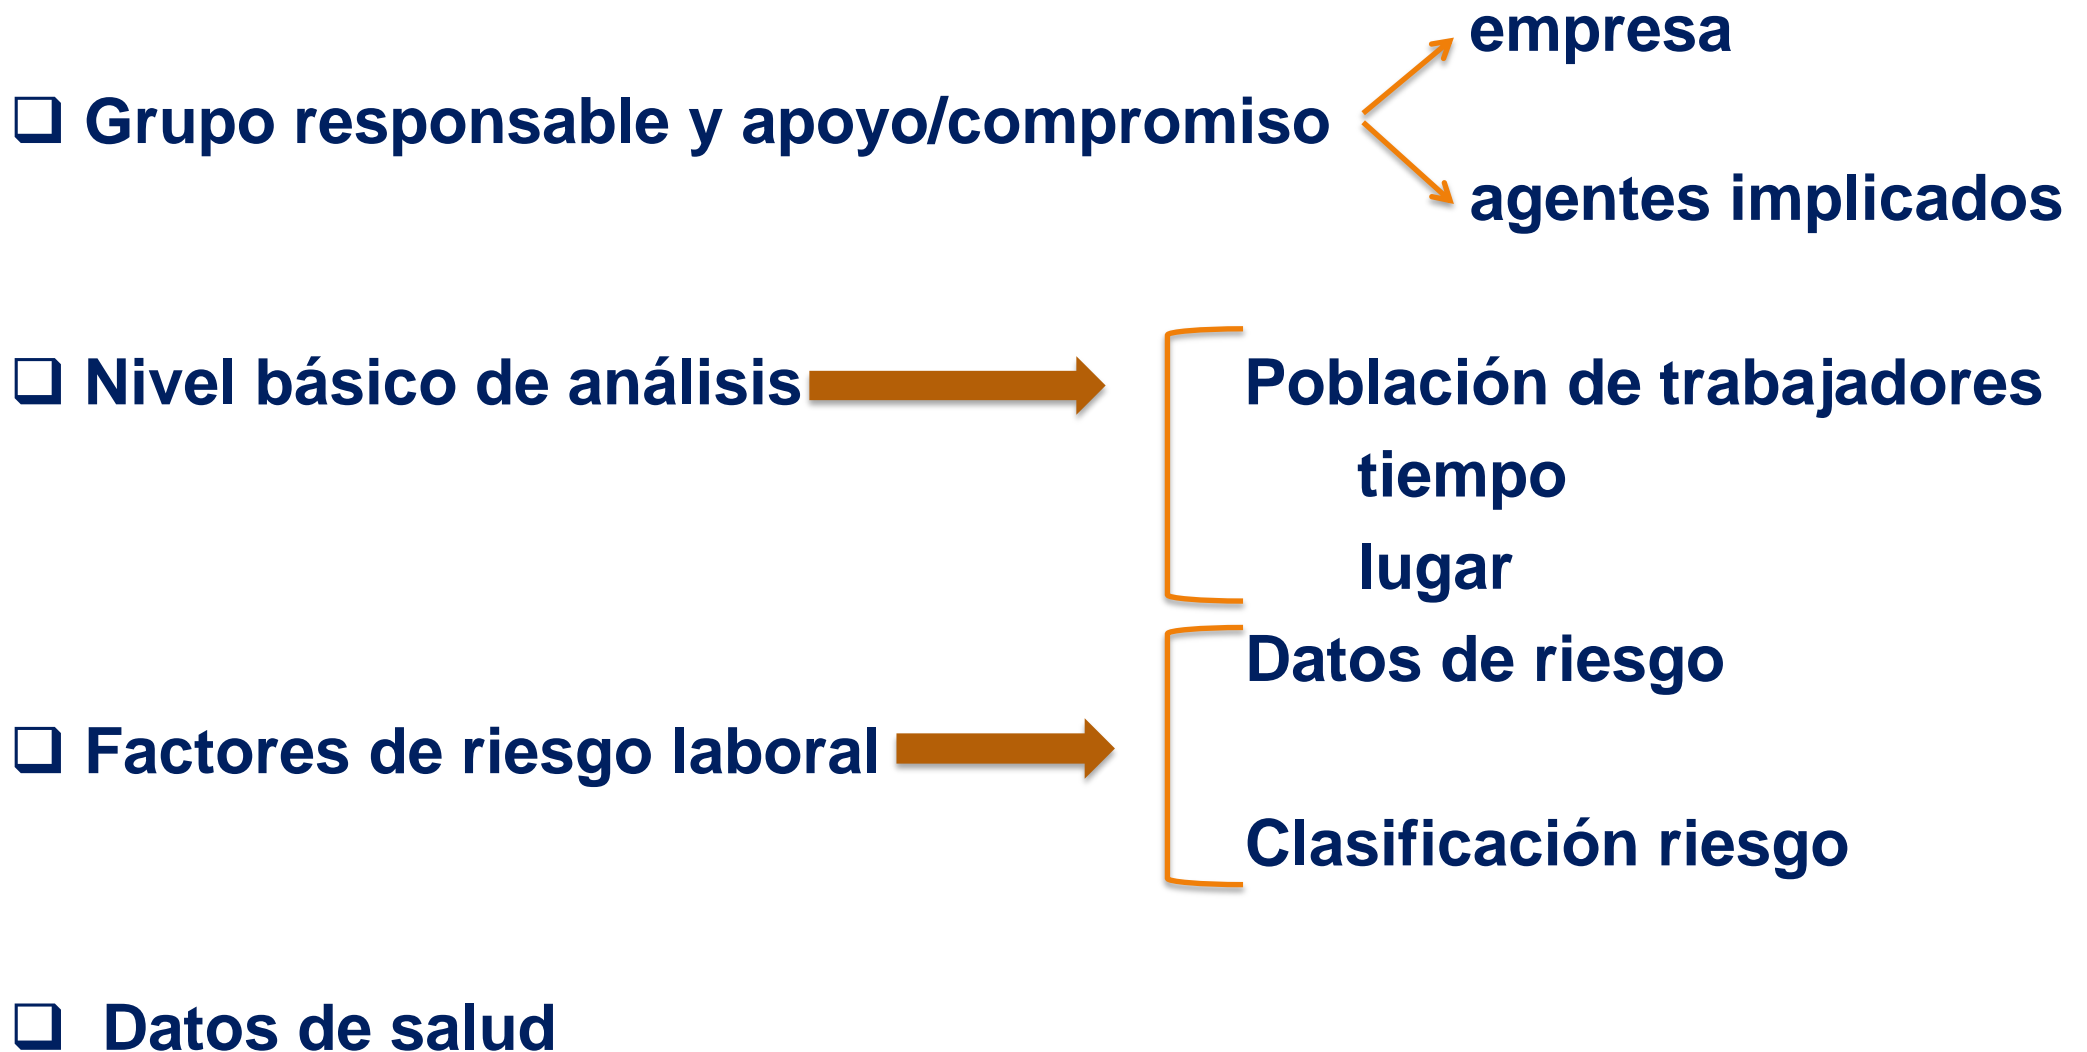 empresa
Grupo responsable y apoyo/compromiso
agentes implicados
Nivel básico de análisis
Población de trabajadores
tiempo
lugar
Datos de riesgo
Factores de riesgo laboral
Clasificación riesgo
Datos de salud